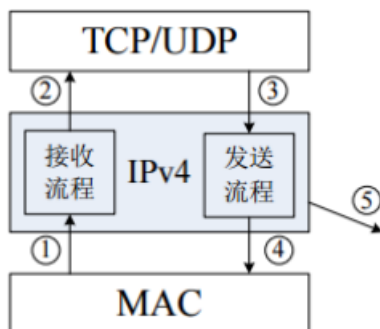 TCP/UDP
② ③
接收
流程
IPv4
发送
流程
⑤
① ④
MAC